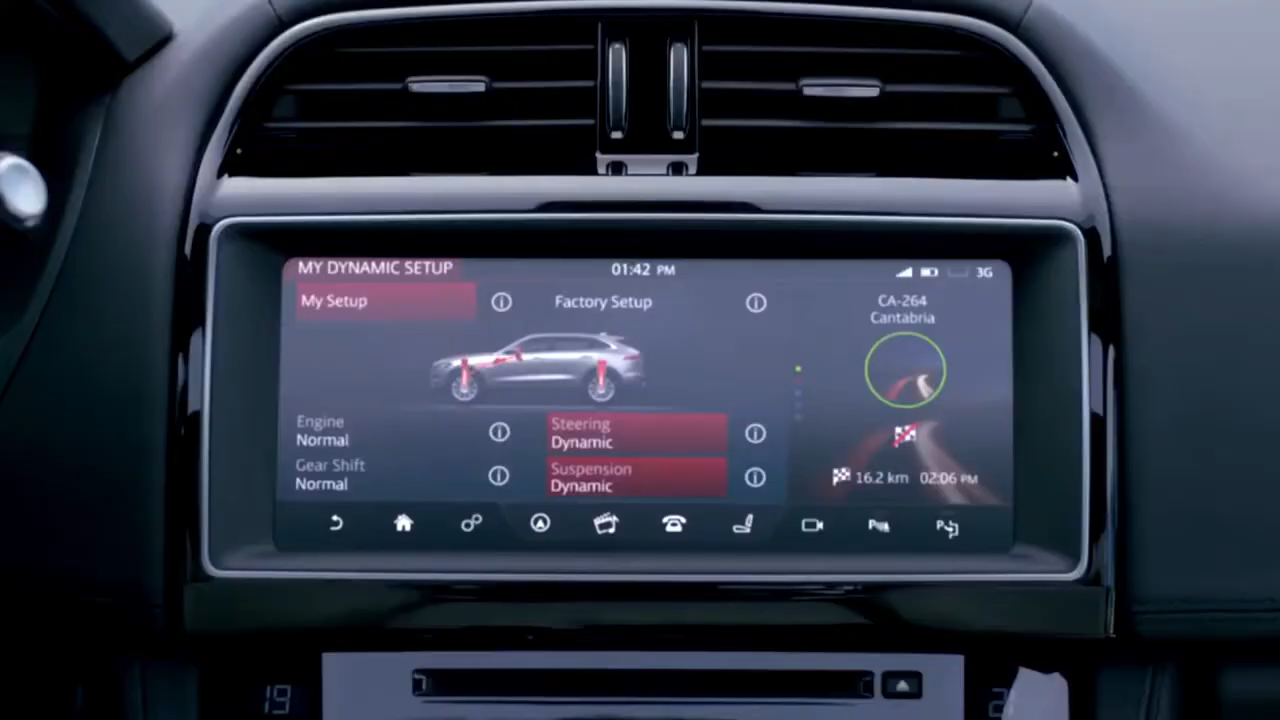 MY DYNAMIC SETUP
01:42 PM
3G
My Setup
Factory Setup
CA-264
Cantabria
Engine
Normal
Steering
Dynamic
Gear Shift
Normal
Suspension
Dynamic
16.2 km 02:06 PM
19